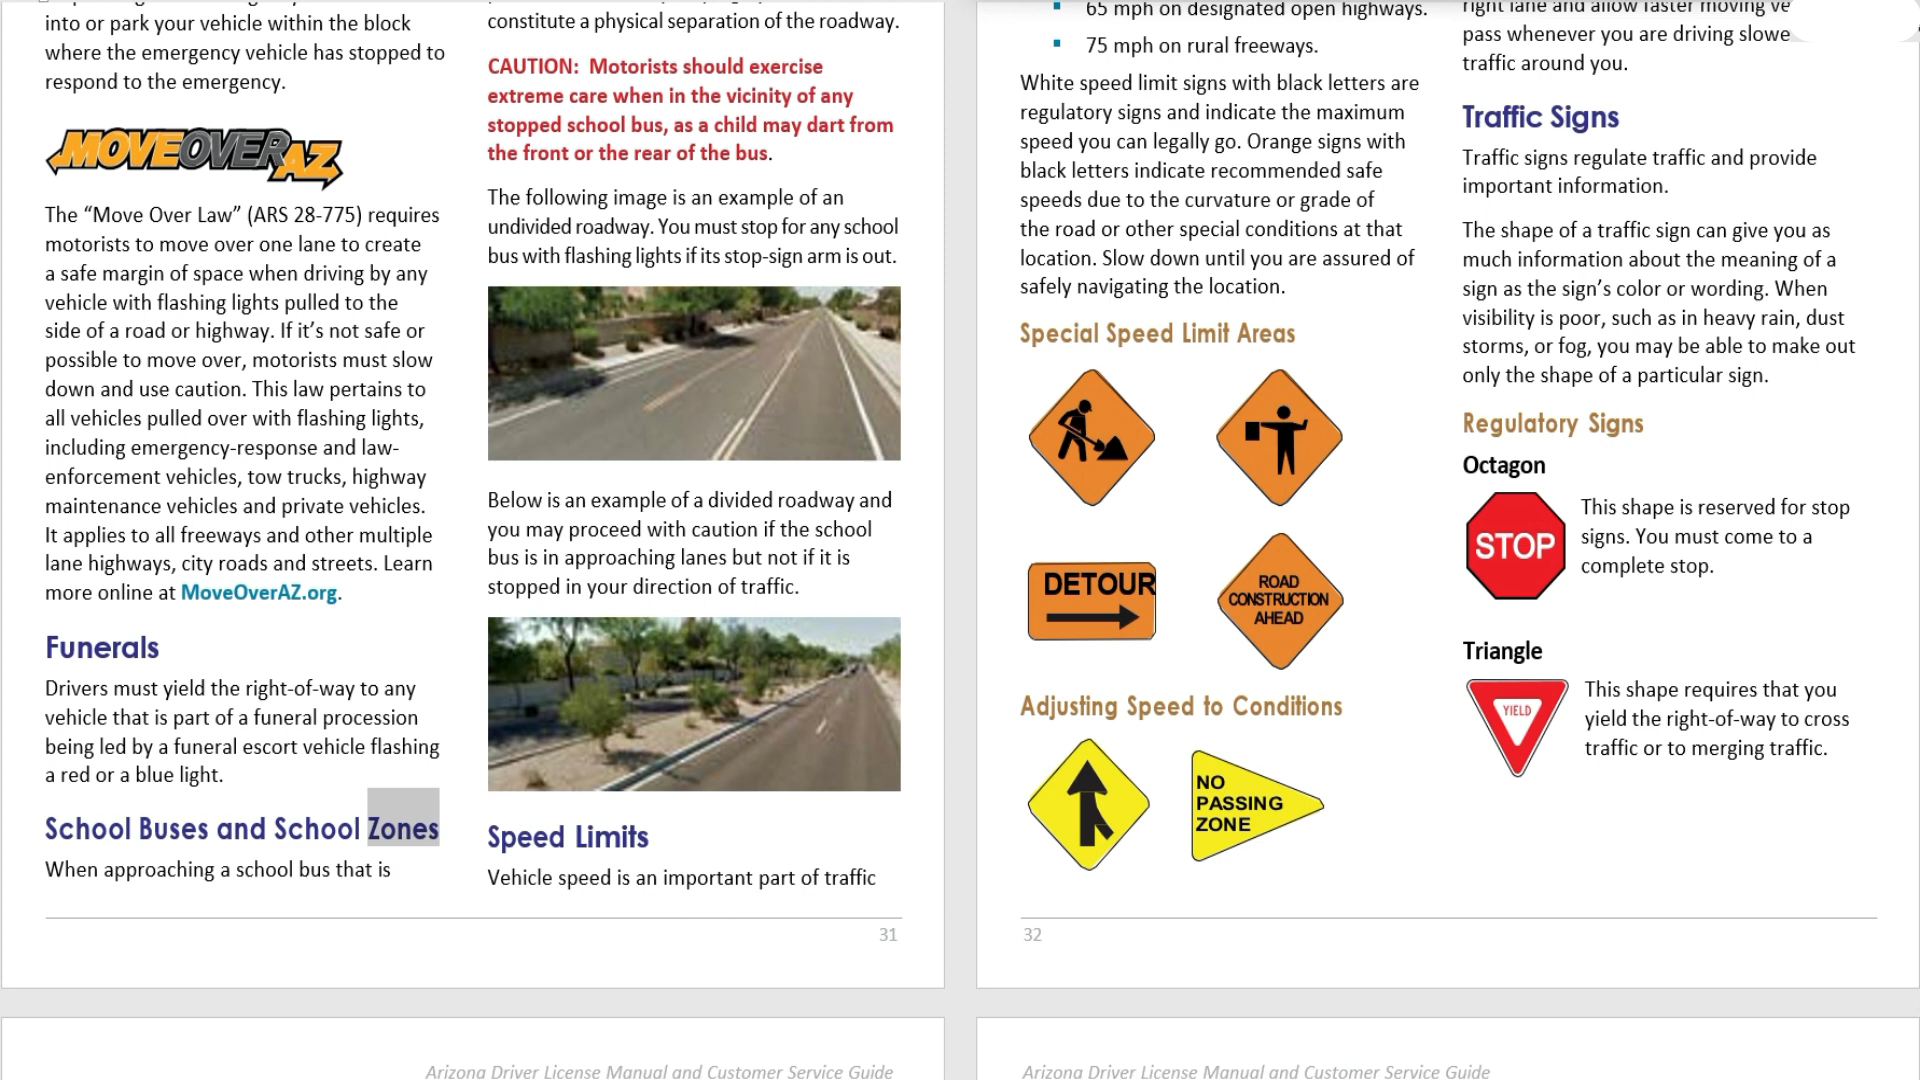 into or park your vehicle within the block
where the emergency vehicle has stopped to
respond to the emergency.
MOVEOVERAZ
The “Move Over Law” (ARS 28-775) requires
motorists to move over one lane to create
a safe margin of space when driving by any
vehicle with flashing lights pulled to the
side of a road or highway. If it’s not safe or
possible to move over, motorists must slow
down and use caution. This law pertains to
all vehicles pulled over with flashing lights,
including emergency-response and law-
enforcement vehicles, tow trucks, highway
maintenance vehicles and private vehicles.
It applies to all freeways and other multiple
lane highways, city roads and streets. Learn
more online at MoveOverAZ.org.
Funerals
Drivers must yield the right-of-way to any
vehicle that is part of a funeral procession
being led by a funeral escort vehicle flashing
a red or a blue light.
School Buses and School Zones
When approaching a school bus that is
constitute a physical separation of the roadway.
CAUTION: Motorists should exercise
extreme care when in the vicinity of any
stopped school bus, as a child may dart from
the front or the rear of the bus.
The following image is an example of an
undivided roadway. You must stop for any school
bus with flashing lights if its stop-sign arm is out.
Below is an example of a divided roadway and
you may proceed with caution if the school
bus is in approaching lanes but not if it is
stopped in your direction of traffic.
Speed Limits
Vehicle speed is an important part of traffic
31
65 mph on designated open highways.
75 mph on rural freeways.
White speed limit signs with black letters are
regulatory signs and indicate the maximum
speed you can legally go. Orange signs with
black letters indicate recommended safe
speeds due to the curvature or grade of
the road or other special conditions at that
location. Slow down until you are assured of
safely navigating the location.
Special Speed Limit Areas
DETOUR
ROAD
CONSTRUCTION
AHEAD
Adjusting Speed to Conditions
NO
PASSING
ZONE
right lane and allow faster moving ve
pass whenever you are driving slowe
traffic around you.
Traffic Signs
Traffic signs regulate traffic and provide
important information.
The shape of a traffic sign can give you as
much information about the meaning of a
sign as the sign’s color or wording. When
visibility is poor, such as in heavy rain, dust
storms, or fog, you may be able to make out
only the shape of a particular sign.
Regulatory Signs
Octagon
STOP
This shape is reserved for stop
signs. You must come to a
complete stop.
Triangle
YIELD
This shape requires that you
yield the right-of-way to cross
traffic or to merging traffic.
32
Arizona Driver License Manual and Customer Service Guide
Arizona Driver License Manual and Customer Service Guide